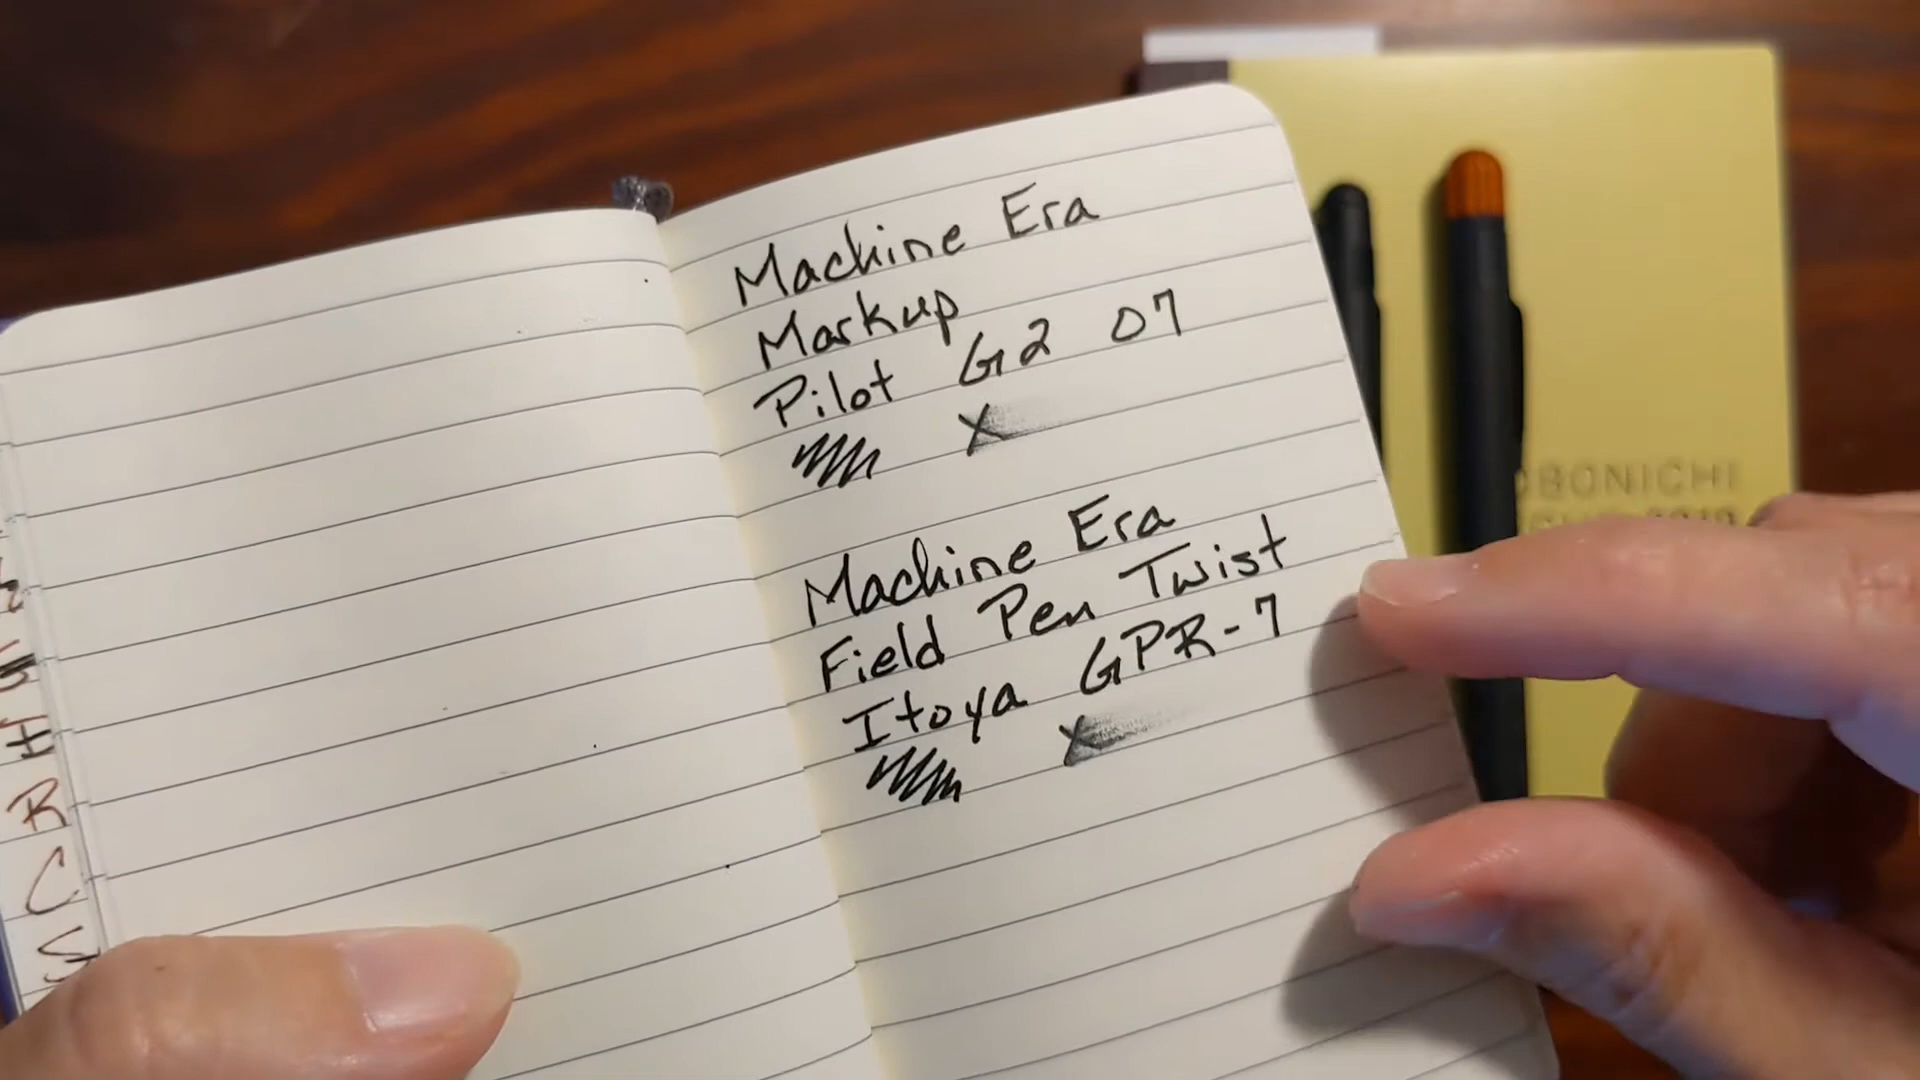 Machine Era
Markup
Pilot G2 07
X
Machine Era
Field Pen Twist
Itoya GPR-7
X
H
R
C